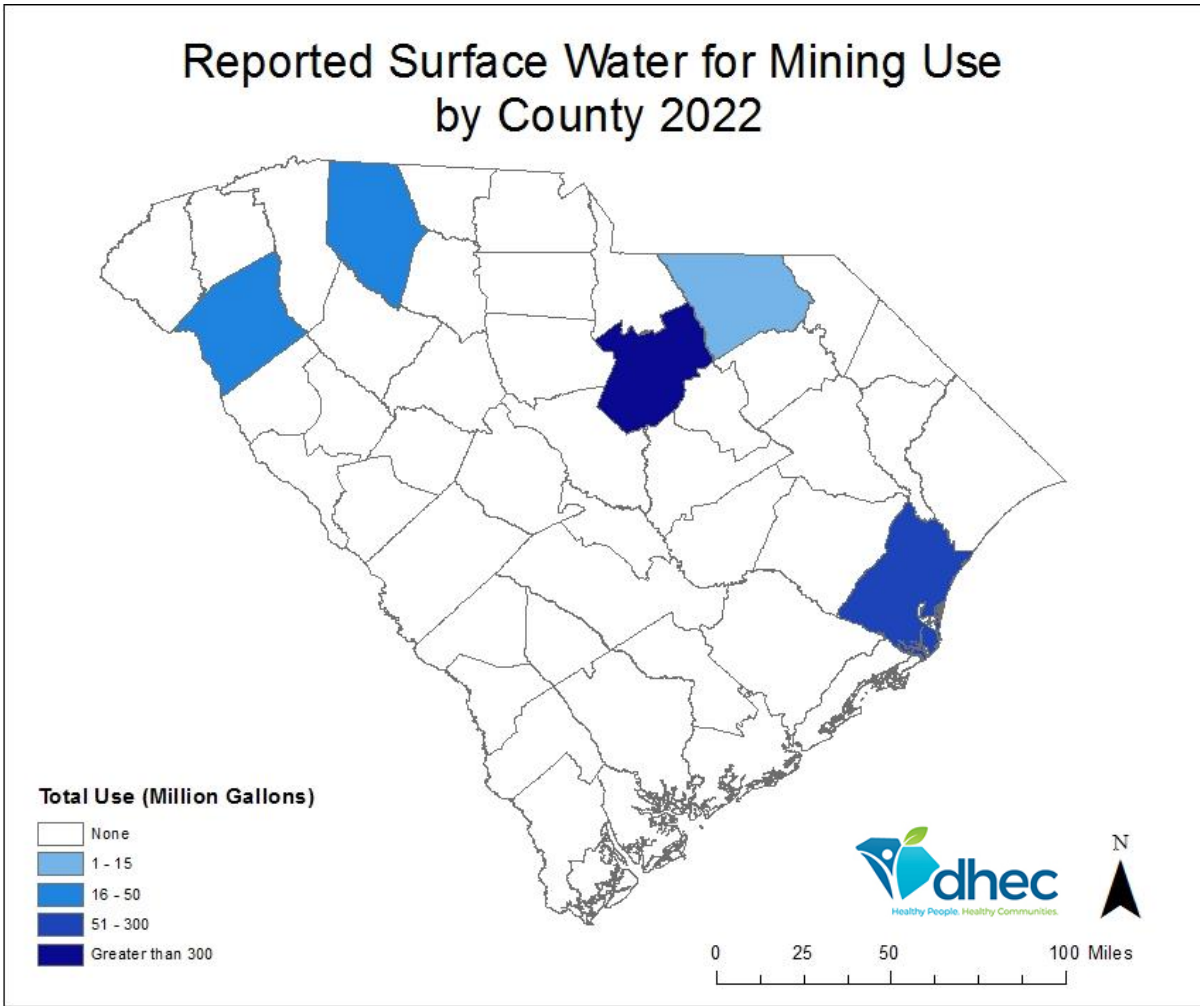 Reported Surface Water for Mining Use
by County 2022
Total Use (Million Gallons)
None
1 - 15
16 - 50
51 - 300
Greater than 300
dhec
Healthy People. Healthy Communities.
N
0 25 50 100 Miles